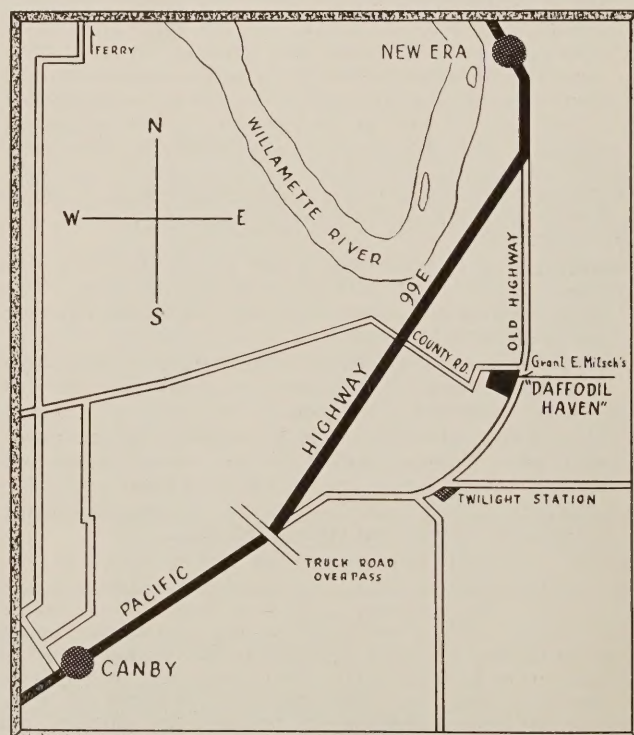 FERRY
NEW ERA
N
W E
S
WILLAMETTE RIVER
99E
OLD HIGHWAY
COUNTY RD.
Grant E. Mitsch's
"DAFFODIL
HAVEN"
HIGHWAY
TWILIGHT STATION
TRUCK ROAD
OVERPASS
PACIFIC
CANBY